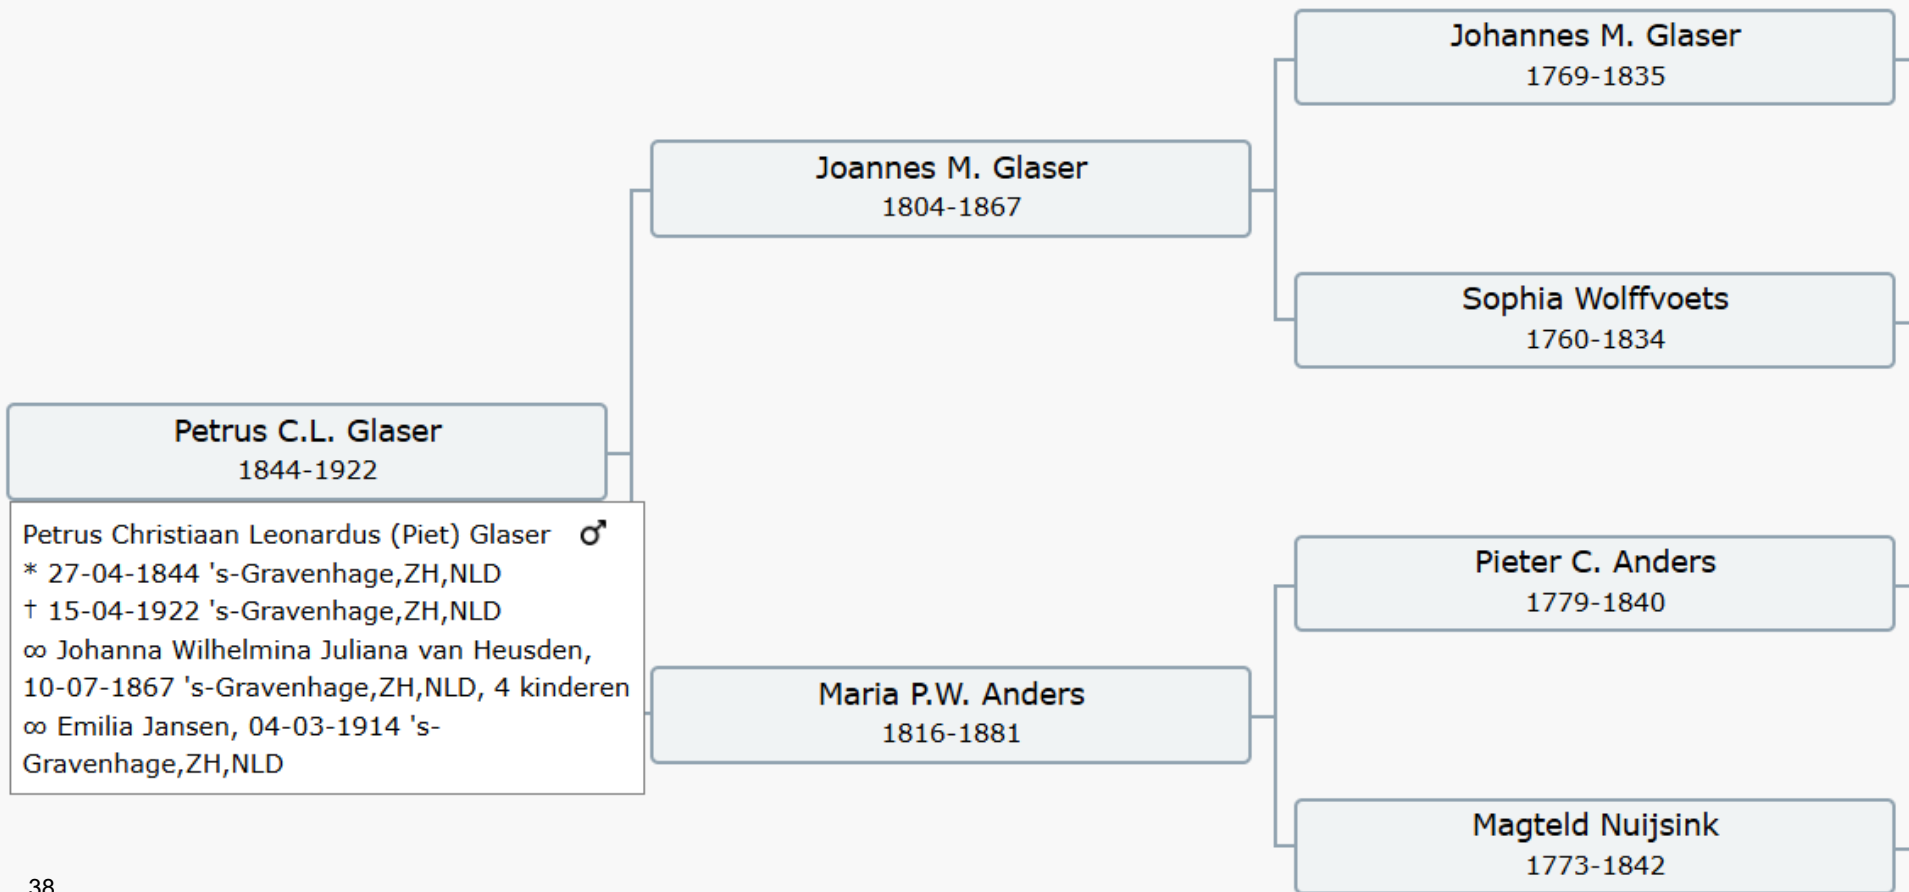 Johannes M. Glaser
1769-1835
Joannes M. Glaser
1804-1867
Sophia Wolffvoets
1760-1834
Petrus C.L. Glaser
1844-1922
Petrus Christiaan Leonardus (Piet) Glaser ♂
* 27-04-1844 's-Gravenhage,ZH,NLD
† 15-04-1922 's-Gravenhage,ZH,NLD
∞ Johanna Wilhelmina Juliana van Heusden,
10-07-1867 's-Gravenhage,ZH,NLD, 4 kinderen
∞ Emilia Jansen, 04-03-1914 's-
Gravenhage,ZH,NLD
Pieter C. Anders
1779-1840
Maria P.W. Anders
1816-1881
Magteld Nuijsink
1773-1842
38